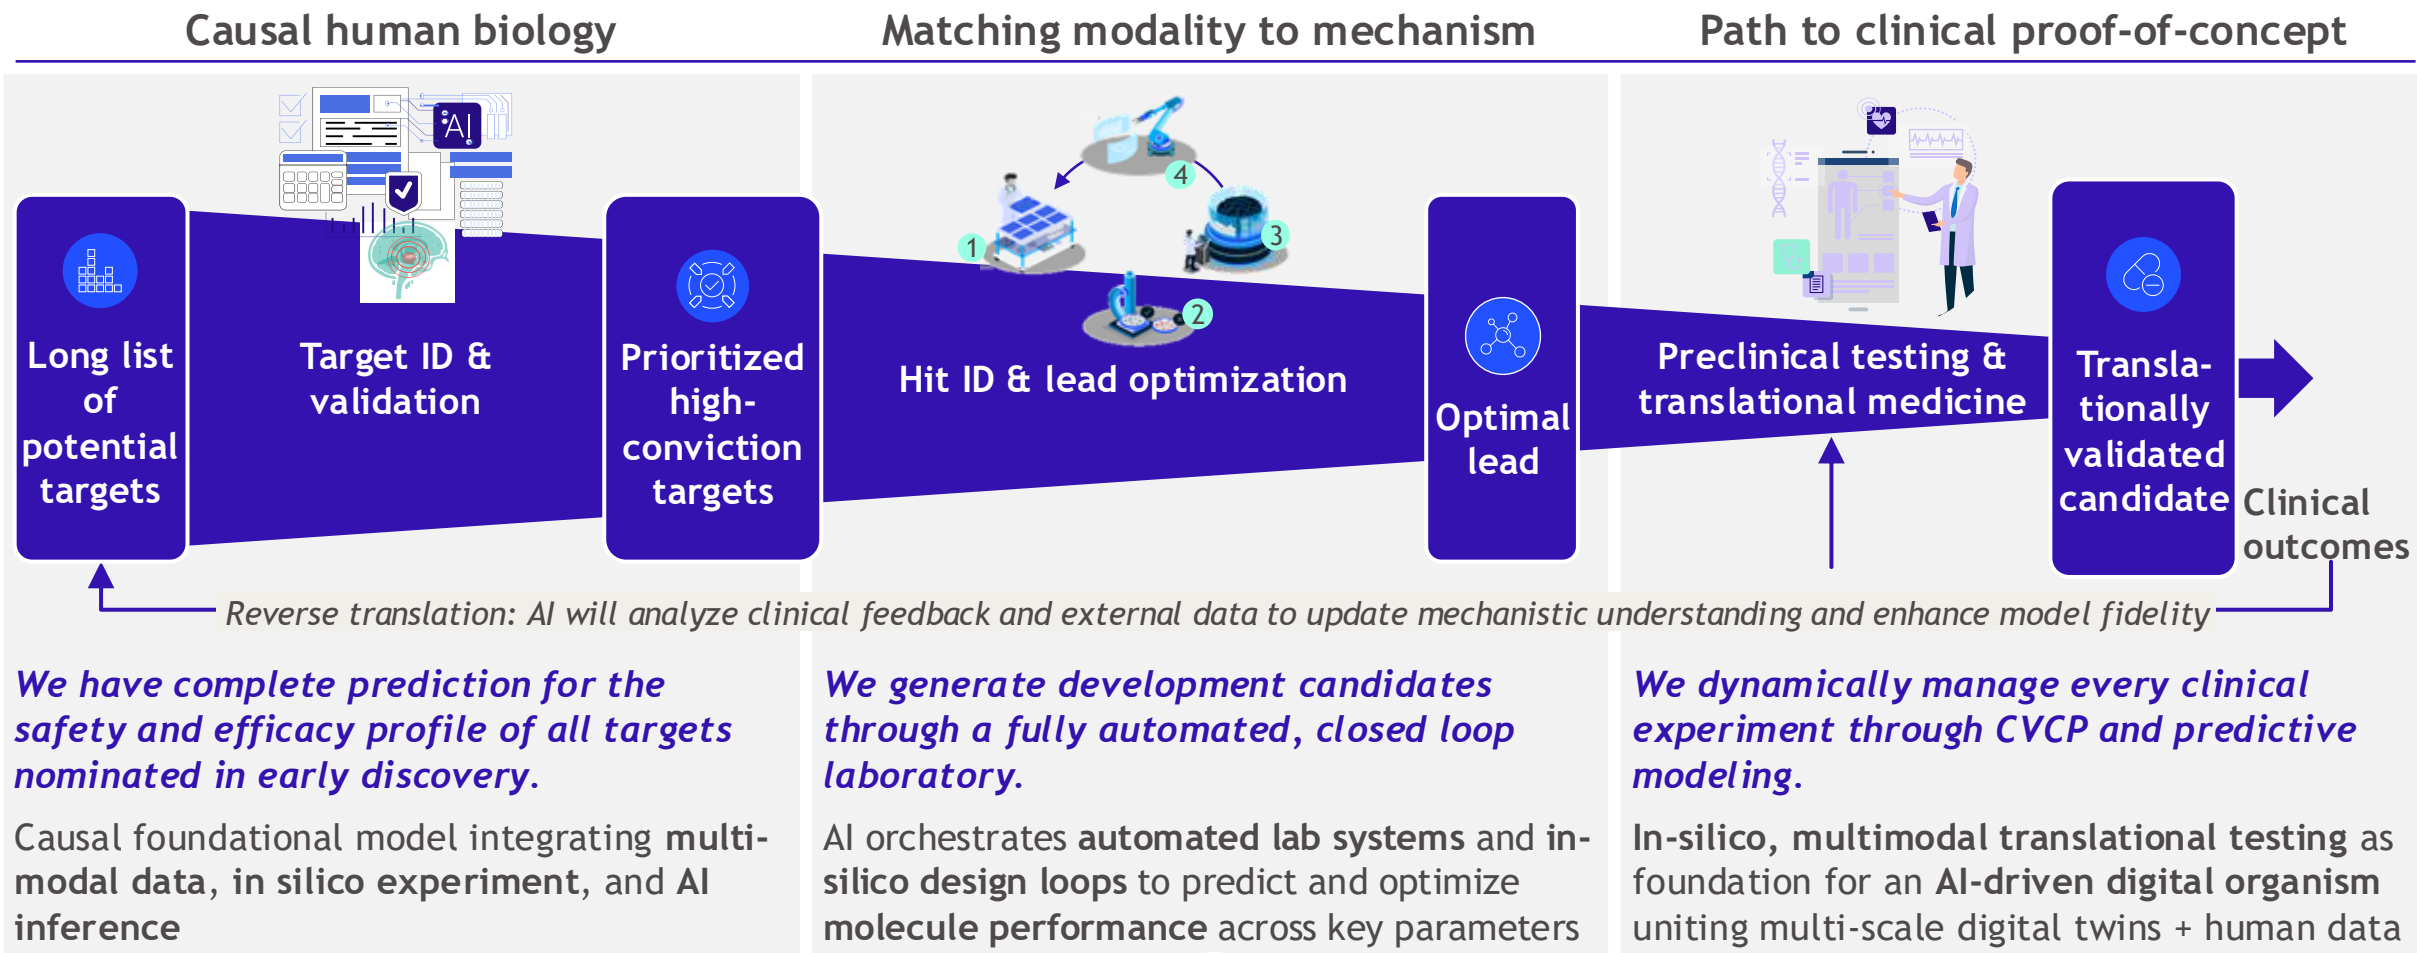 Causal human biology
Matching modality to mechanism
Path to clinical proof-of-concept
AI
1
2
3
4
Long list
of
potential
targets
Target ID &
validation
Prioritized
high-
conviction
targets
Hit ID & lead optimization
Optimal
lead
Preclinical testing &
translational medicine
Transla-
tionally
validated
candidate
Clinical
outcomes
Reverse translation: AI will analyze clinical feedback and external data to update mechanistic understanding and enhance model fidelity
We have complete prediction for the
safety and efficacy profile of all targets
nominated in early discovery.
Causal foundational model integrating multi-
modal data, in silico experiment, and AI
inference
We generate development candidates
through a fully automated, closed loop
laboratory.
AI orchestrates automated lab systems and in-
silico design loops to predict and optimize
molecule performance across key parameters
We dynamically manage every clinical
experiment through CVCP and predictive
modeling.
In-silico, multimodal translational testing as
foundation for an AI-driven digital organism
uniting multi-scale digital twins + human data